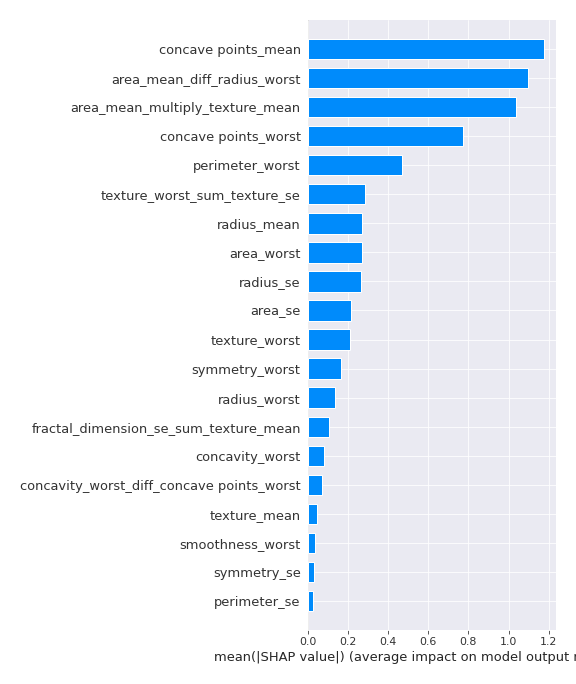 concave points_mean
area_mean_diff_radius_worst
area_mean_multiply_texture_mean
concave points_worst
perimeter_worst
texture_worst_sum_texture_se
radius_mean
area_worst
radius_se
area_se
texture_worst
symmetry_worst
radius_worst
fractal_dimension_se_sum_texture_mean
concavity_worst
concavity_worst_diff_concave points_worst
texture_mean
smoothness_worst
symmetry_se
perimeter_se
0.0 0.2 0.4 0.6 0.8 1.0 1.2
mean(|SHAP value|) (average impact on model output